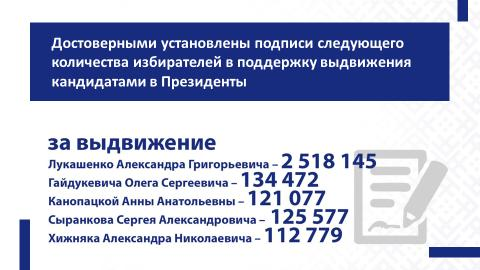 Достоверными установлены подписи следующего
количества избирателей в поддержку выдвижения
кандидатами в Президенты
за выдвижение
Лукашенко Александра Григорьевича – 2 518 145
Гайдукевича Олега Сергеевича – 134 472
Канопацкой Анны Анатольевны – 121 077
Сыранкова Сергея Александровича – 125 577
Хижняка Александра Николаевича – 112 779